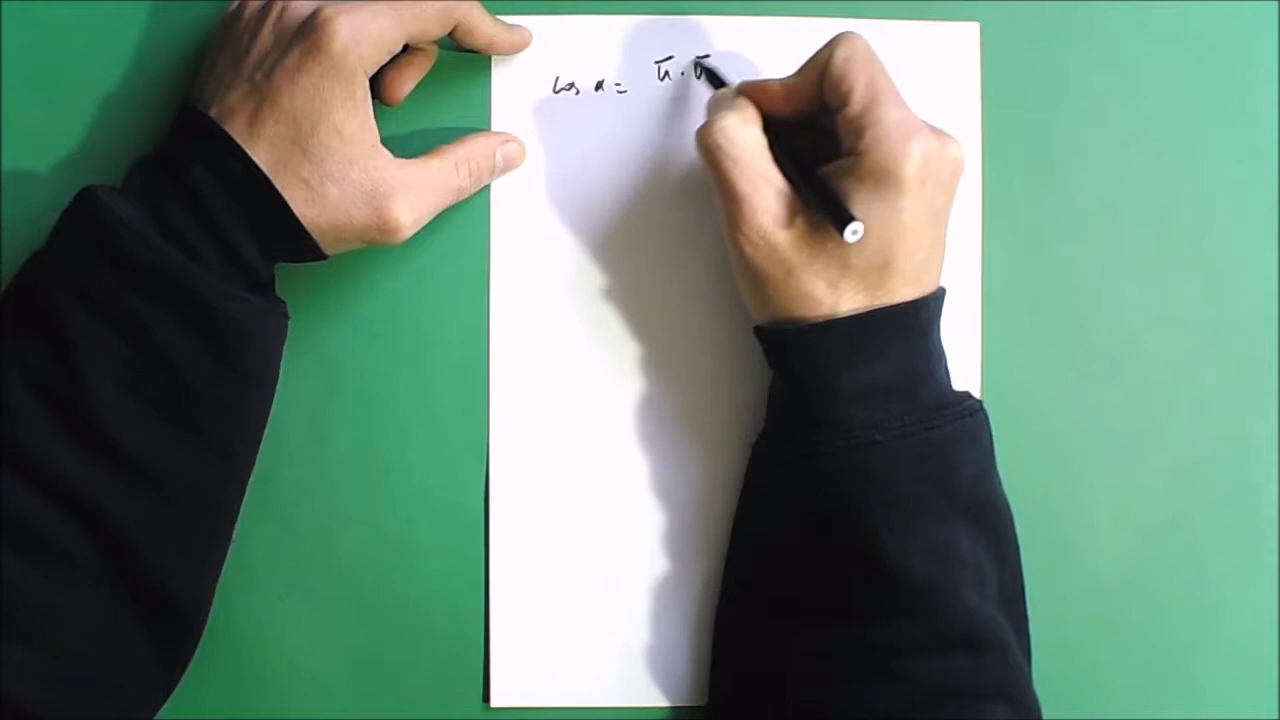 cos α = ū · v̄